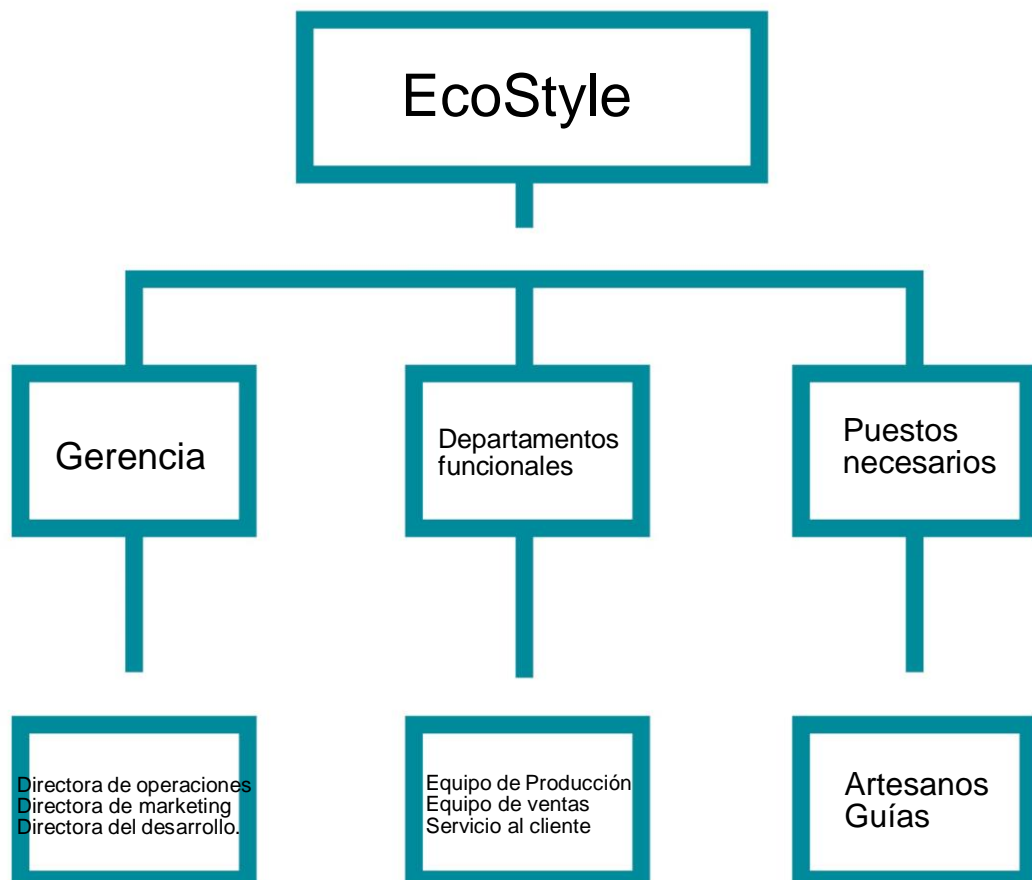 EcoStyle
Gerencia
Departamentos
funcionales
Puestos
necesarios
Directora de operaciones
Directora de marketing
Directora del desarrollo.
Equipo de Producción
Equipo de ventas
Servicio al cliente
Artesanos
Guías